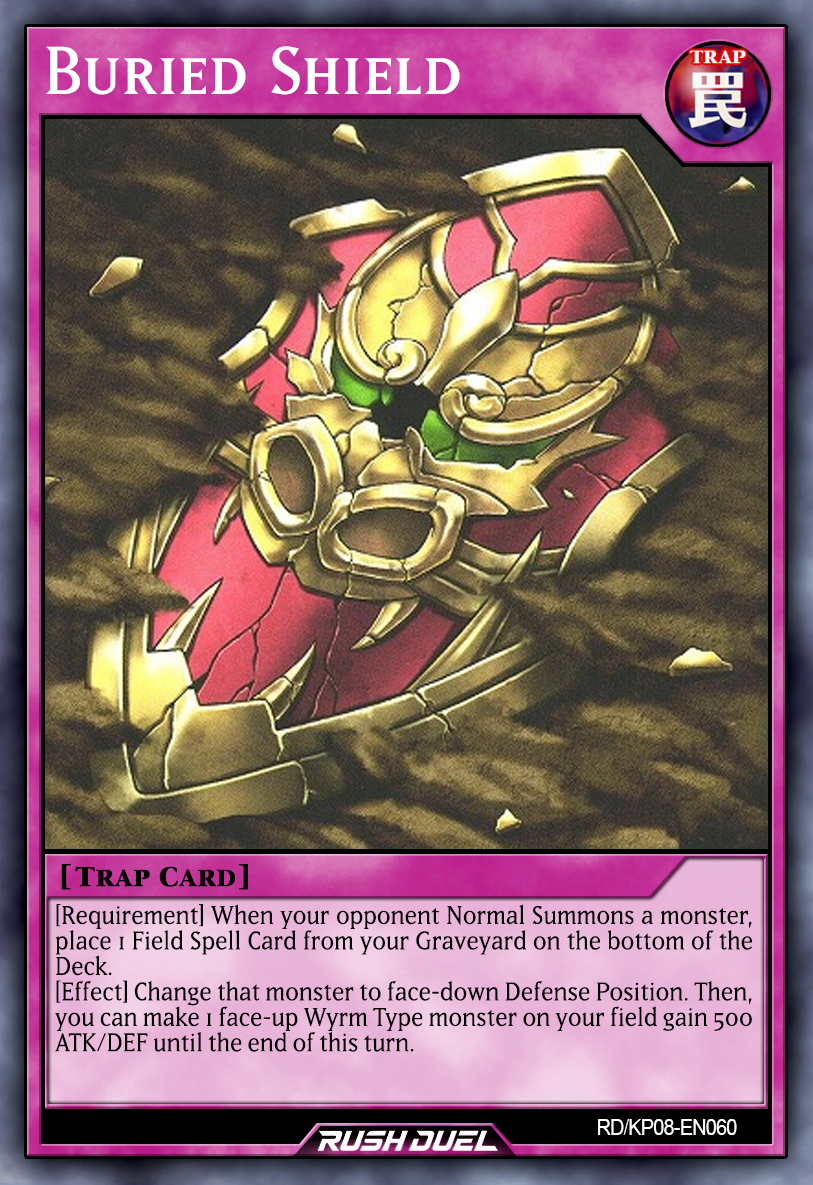 Buried Shield
TRAP
罠
[Trap Card]
[Requirement] When your opponent Normal Summons a monster,
place 1 Field Spell Card from your Graveyard on the bottom of the
Deck.
[Effect] Change that monster to face-down Defense Position. Then,
you can make 1 face-up Wyrm Type monster on your field gain 500
ATK/DEF until the end of this turn.
RD/KP08-EN060
RUSH DUEL